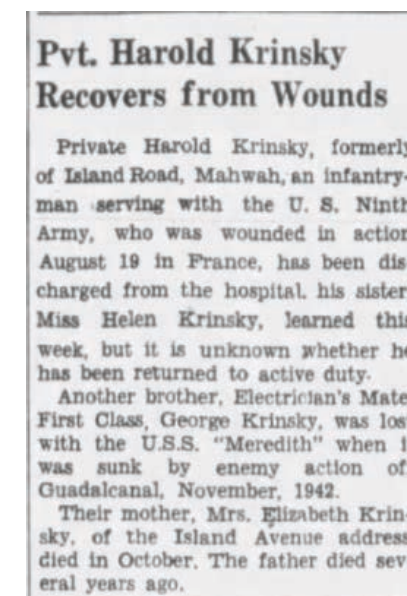 Pvt. Harold Krinsky
Recovers from Wounds
Private Harold Krinsky, formerly
of Island Road, Mahwah, an infantry-
man serving with the U. S. Ninth
Army, who was wounded in action
August 19 in France, has been dis-
charged from the hospital, his sister
Miss Helen Krinsky, learned this
week, but it is unknown whether he
has been returned to active duty.
Another brother, Electrician's Mate
First Class, George Krinsky, was lost
with the U.S.S. "Meredith" when i
was sunk by enemy action of
Guadalcanal, November, 1942.
Their mother, Mrs. Elizabeth Krin-
sky, of the Island Avenue address
died in October. The father died sev
eral years ago.